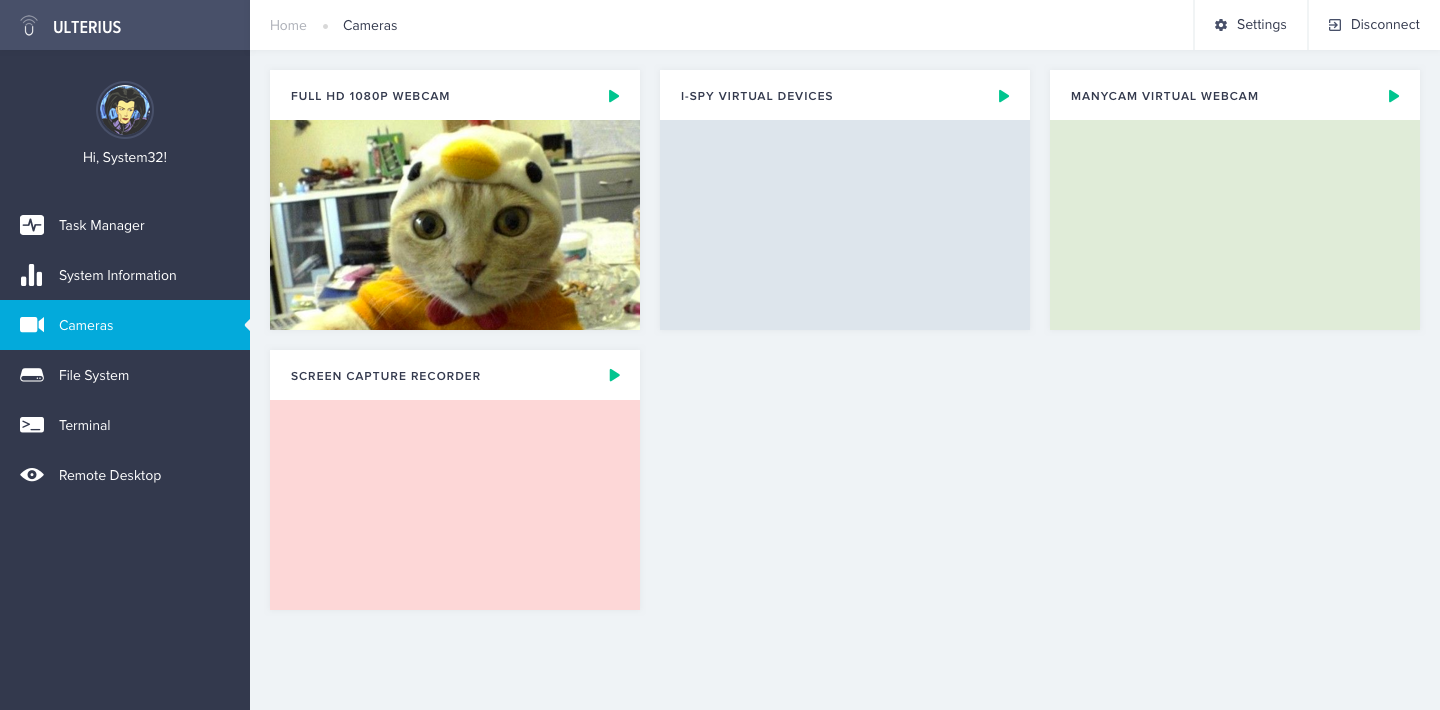 ULTERIUS
Home Cameras
Settings
Disconnect
Hi, System32!
Task Manager
System Information
Cameras
File System
Terminal
Remote Desktop
FULL HD 1080P WEBCAM
I-SPY VIRTUAL DEVICES
MANYCAM VIRTUAL WEBCAM
SCREEN CAPTURE RECORDER